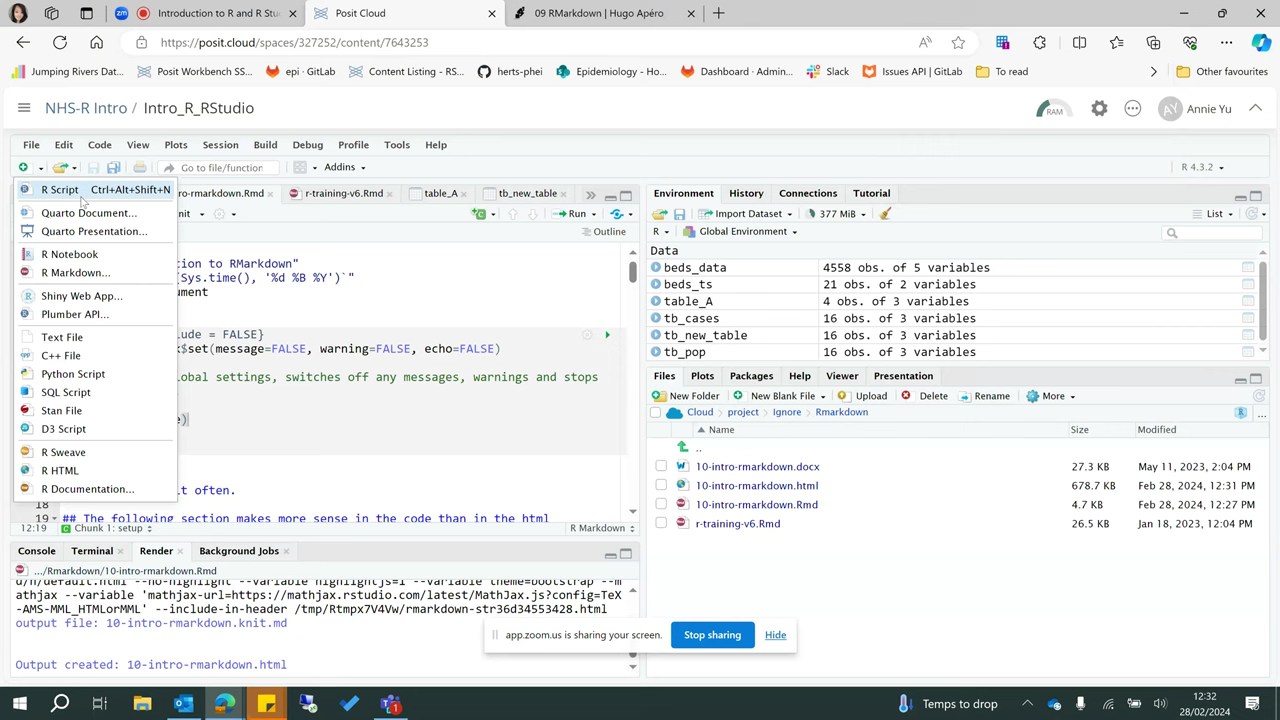 Introduction to R and R Stu
Posit Cloud
09 RMarkdown | Hugo Apéro
https://posit.cloud/spaces/327252/content/7643253
Jumping Rivers Dat...
Posit Workbench SS...
epi · GitLab
Content Listing - RS...
herts-phei
Epidemiology - Ho...
Dashboard · Admin...
Slack
Issues API | GitLab
To read
Other favourites
NHS-R Intro / Intro_R_RStudio
RAM
AY Annie Yu
File Edit Code View Plots Session Build Debug Profile Tools Help
Go to file/function
Addins
R 4.3.2
R Script Ctrl+Alt+Shift+N
Quarto Document...
Quarto Presentation...
R Notebook
R Markdown...
Shiny Web App...
Plumber API...
Text File
C++ File
Python Script
SQL Script
Stan File
D3 Script
R Sweave
R HTML
R Documentation...
ro-rmarkdown.Rmd
r-training-v6.Rmd
table_A
tb_new_table
nit
Run
Outline
tion to RMarkdown"
(Sys.time(), '%d %B %Y')`"
ument
lude = FALSE}
$set(message=FALSE, warning=FALSE, echo=FALSE)
lobal settings, switches off any messages, warnings and stops
e)
t often.
18
19 ## The following section makes more sense in the code than in the html
12:19 Chunk 1: setup R Markdown
Console Terminal Render Background Jobs
.../Rmarkdown/10-intro-rmarkdown.Rmd
d/h/default.html --no-highlight --variable highlightjs=1 --variable theme=bootstrap --m
athjax --variable 'mathjax-url=https://mathjax.rstudio.com/latest/MathJax.js?config=TeX
-AMS-MML_HTMLorMML' --include-in-header /tmp/Rtmpx7V4Vw/rmarkdown-str36d34553428.html
output file: 10-intro-rmarkdown.knit.md
Output created: 10-intro-rmarkdown.html
Environment History Connections Tutorial
Import Dataset 377 MiB List
R Global Environment
Data
beds_data 4558 obs. of 5 variables
beds_ts 21 obs. of 2 variables
table_A 4 obs. of 3 variables
tb_cases 16 obs. of 3 variables
tb_new_table 16 obs. of 3 variables
tb_pop 16 obs. of 3 variables
Files Plots Packages Help Viewer Presentation
New Folder New Blank File Upload Delete Rename More
Cloud project Ignore Rmarkdown
Name Size Modified
..
10-intro-rmarkdown.docx 27.3 KB May 11, 2023, 2:04 PM
10-intro-rmarkdown.html 678.7 KB Feb 28, 2024, 12:31 PM
10-intro-rmarkdown.Rmd 4.7 KB Feb 28, 2024, 12:27 PM
r-training-v6.Rmd 26.5 KB Jan 18, 2023, 12:04 PM
app.zoom.us is sharing your screen. Stop sharing Hide
Temps to drop
12:32
28/02/2024